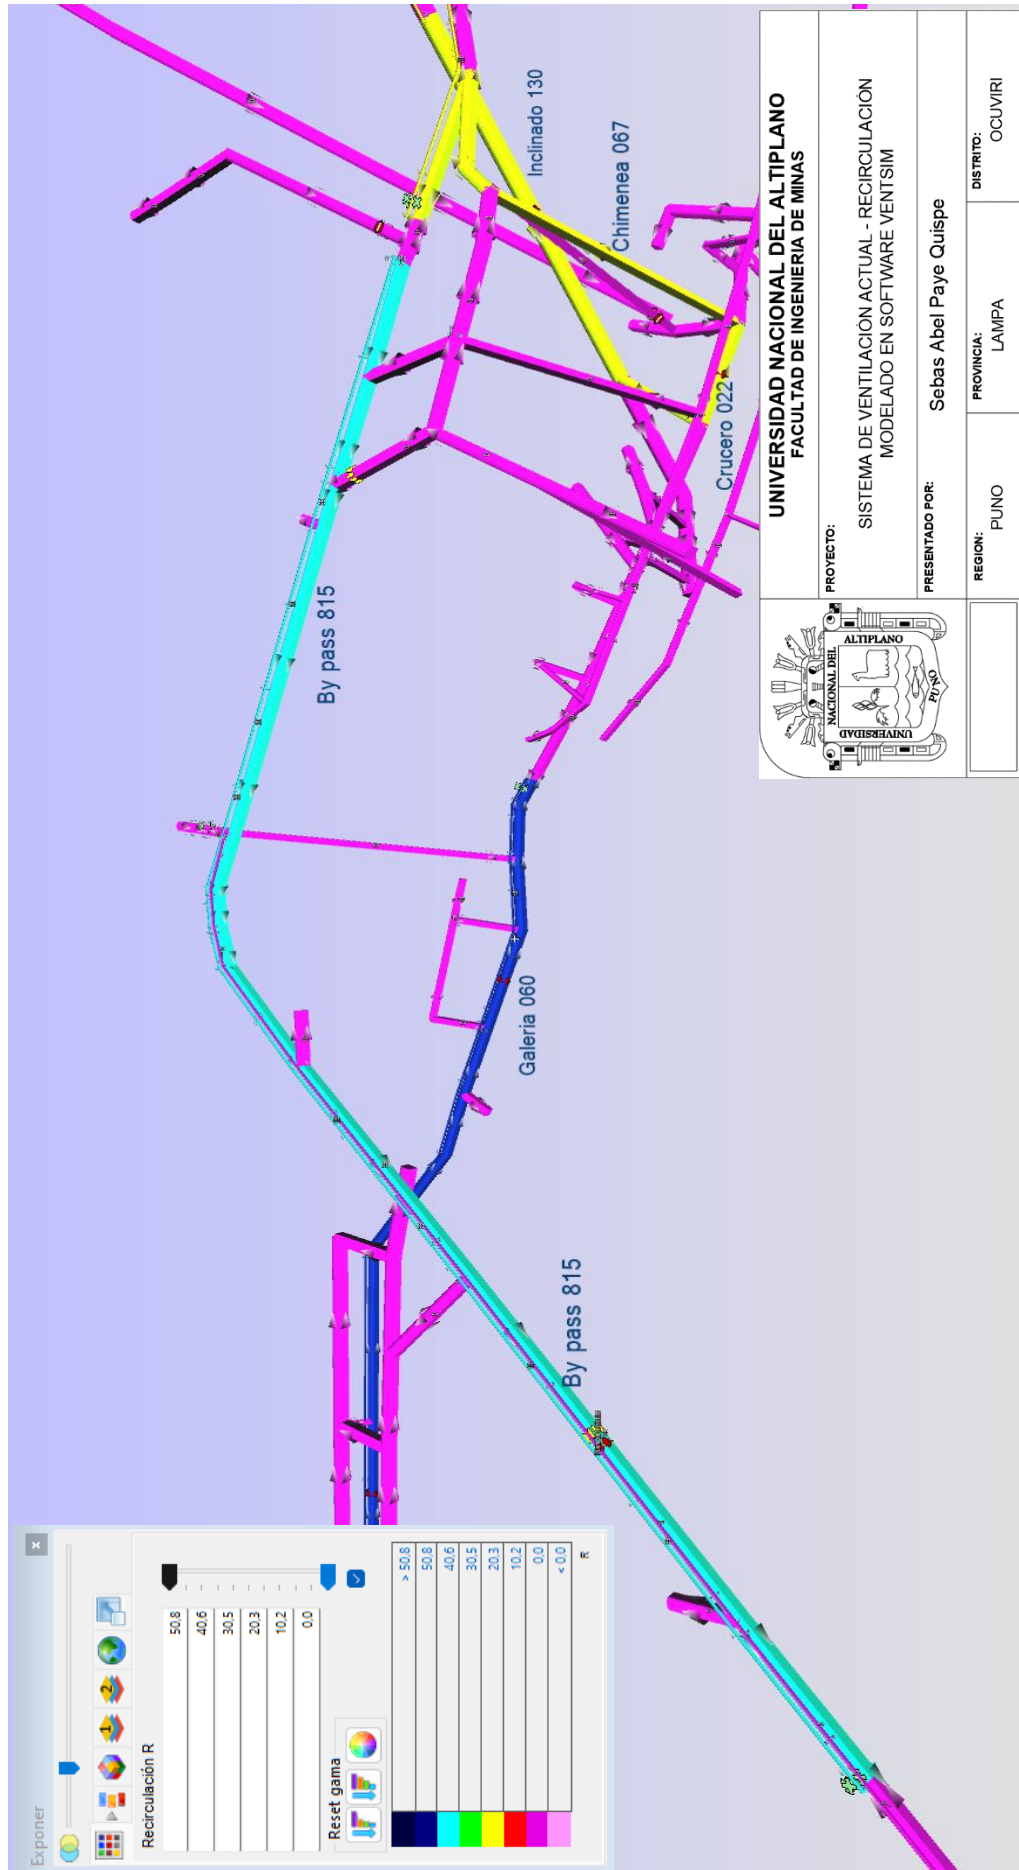 Exponer
x
1
2
Recirculación R
50,8
40,6
30,5
20,3
10,2
0,0
Reset gama
> 50,8
50,8
40,6
30,5
20,3
10,2
0,0
< 0,0
R
By pass 815
By pass 815
Galeria 060
Crucero 022
Chimenea 067
Inclinado 130
UNIVERSIDAD
NACIONAL DEL
ALTIPLANO
PUNO
UNIVERSIDAD NACIONAL DEL ALTIPLANO
FACULTAD DE INGENIERIA DE MINAS
PROYECTO:
SISTEMA DE VENTILACIÓN ACTUAL - RECIRCULACIÓN
MODELADO EN SOFTWARE VENTSIM
PRESENTADO POR:
Sebas Abel Paye Quispe
REGION:
PUNO
PROVINCIA:
LAMPA
DISTRITO:
OCUVIRI